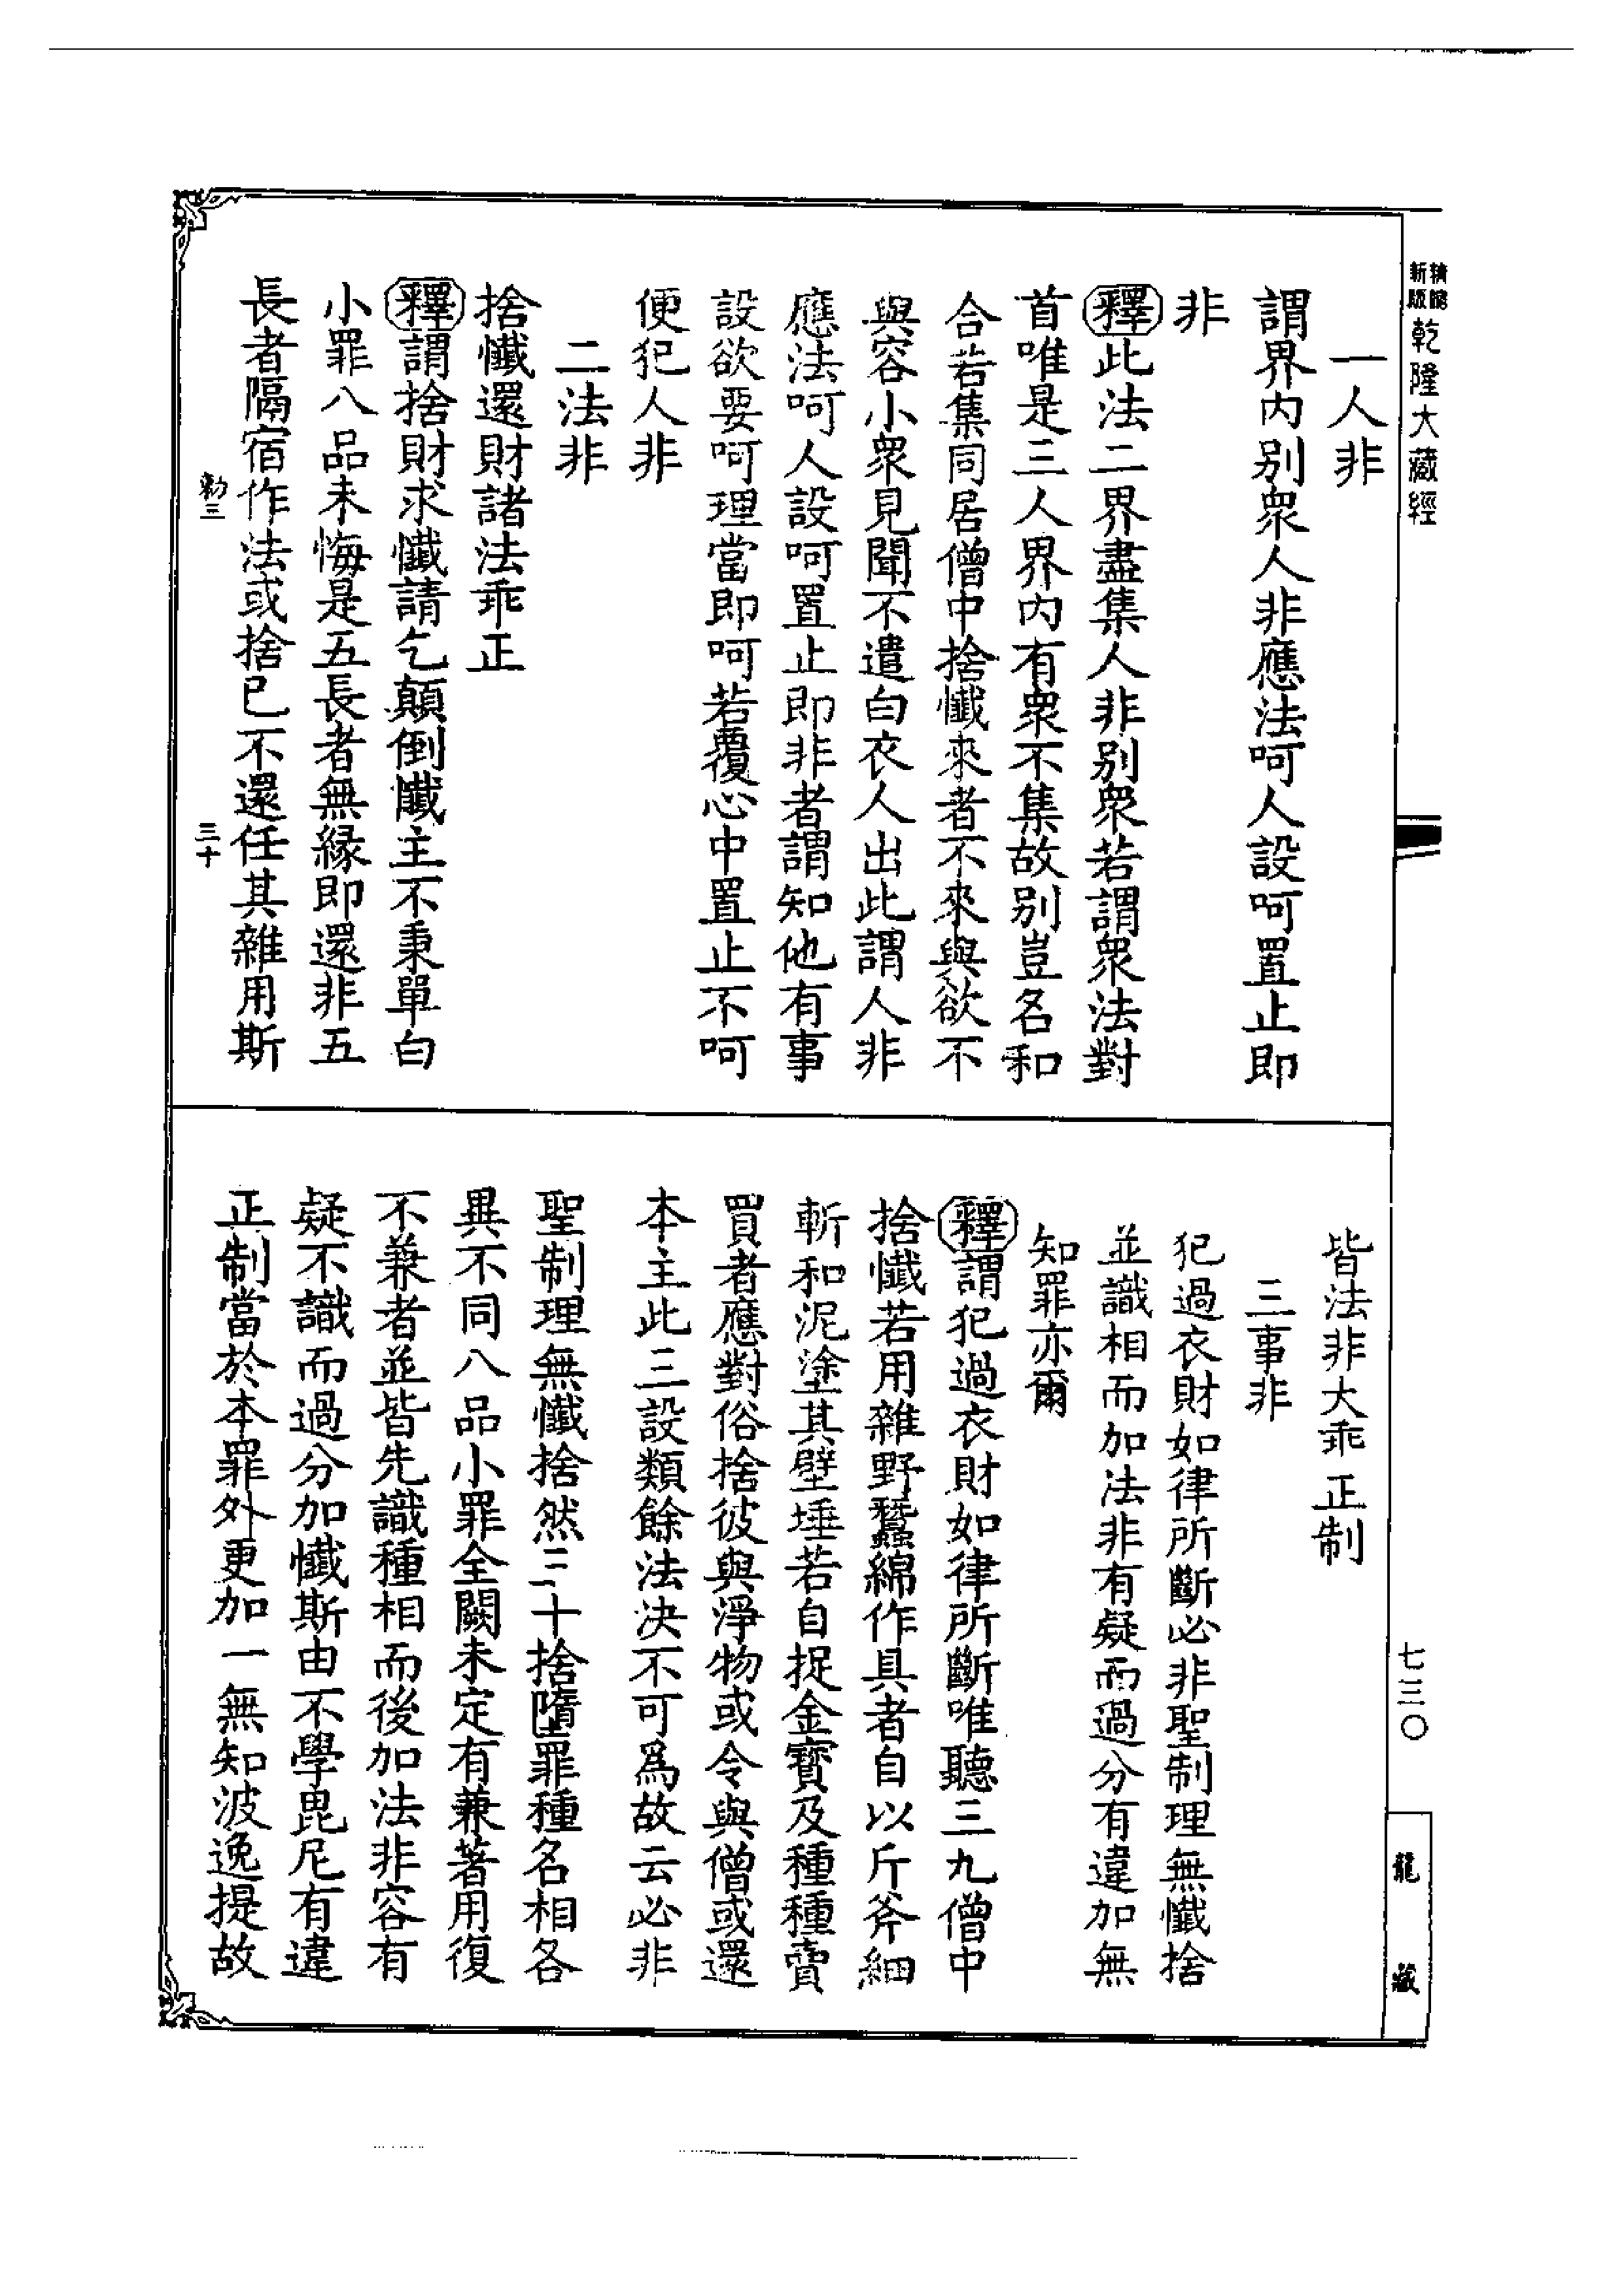 新版
精縮
乾隆大藏經
一人非
謂界内别衆人非應法呵人設呵置止即
非
釋此法二界盡集人非别衆若謂衆法對
首唯是三人界内有衆不集故别豈名和
合若集同居僧中捨懺來者不來與欲不
與容小衆見聞不遣白衣人出此謂人非
應法呵人設呵置止即非者謂知他有事
設欲要呵理當即呵若覆心中置止不呵
便犯人非
二法非
捨懺還財諸法乖正
釋謂捨財求懺請乞顛倒懺主不秉單白
小罪八品未悔是五長者無緣即還非五
長者隔宿作法或捨已不還任其雜用斯
勑三
三十
皆法非大乖正制
三事非
犯過衣財如律所斷必非聖制理無懺捨
並識相而加法非有疑而過分有違加無
知罪亦爾
釋謂犯過衣財如律所斷唯聽三九僧中
捨懺若用雜野蠶綿作具者自以斤斧細
斬和泥塗其壁埵若自捉金寶及種種賣
買者應對俗捨彼與淨物或令與僧或還
本主此三設類餘法决不可爲故云必非
聖制理無懺捨然三十捨墮罪種名相各
異不同八品小罪全闕未定有兼著用復
不兼者並皆先識種相而後加法非容有
疑不識而過分加懺斯由不學毘尼有違
正制當於本罪外更加一無知波逸提故
七三〇
龍藏